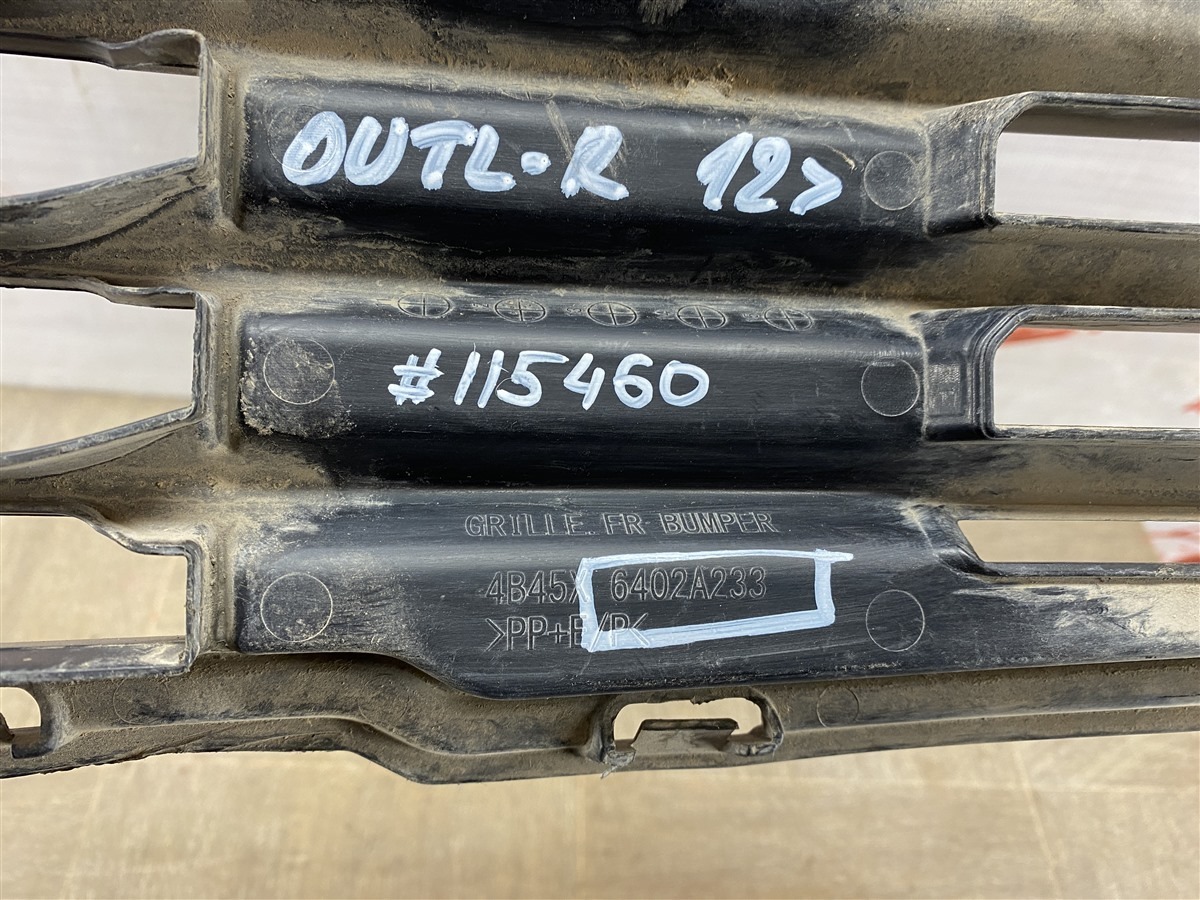 OUTL-R 12>
#115460
GRILLE.FR BUMPER
4B45X 6402A233
>PP+E/P<